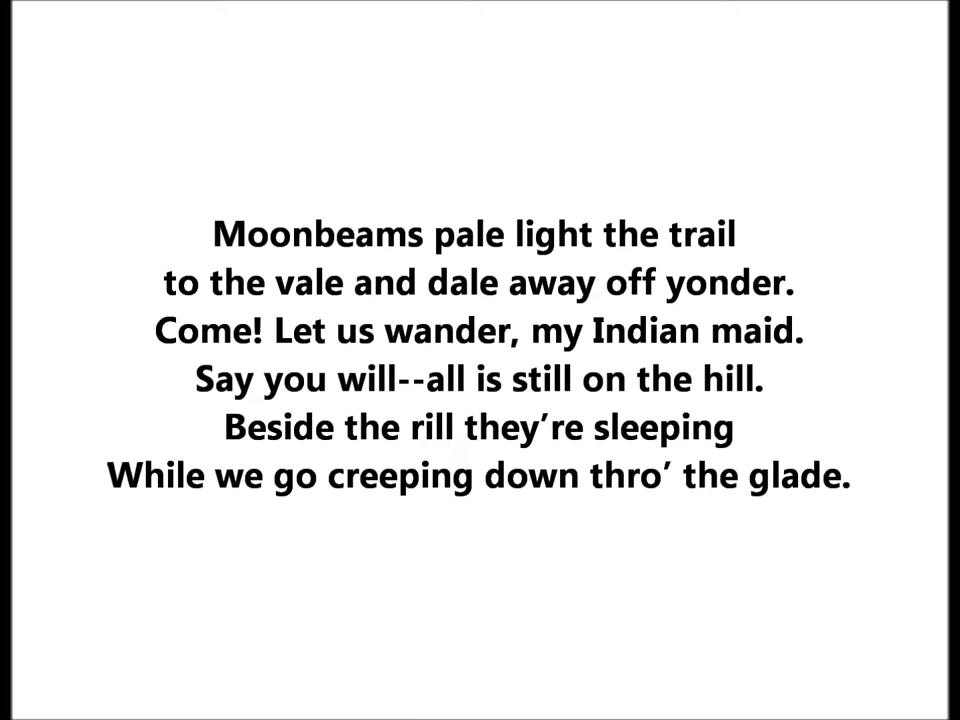 Moonbeams pale light the trail
to the vale and dale away off yonder.
Come! Let us wander, my Indian maid.
Say you will--all is still on the hill.
Beside the rill they’re sleeping
While we go creeping down thro’ the glade.